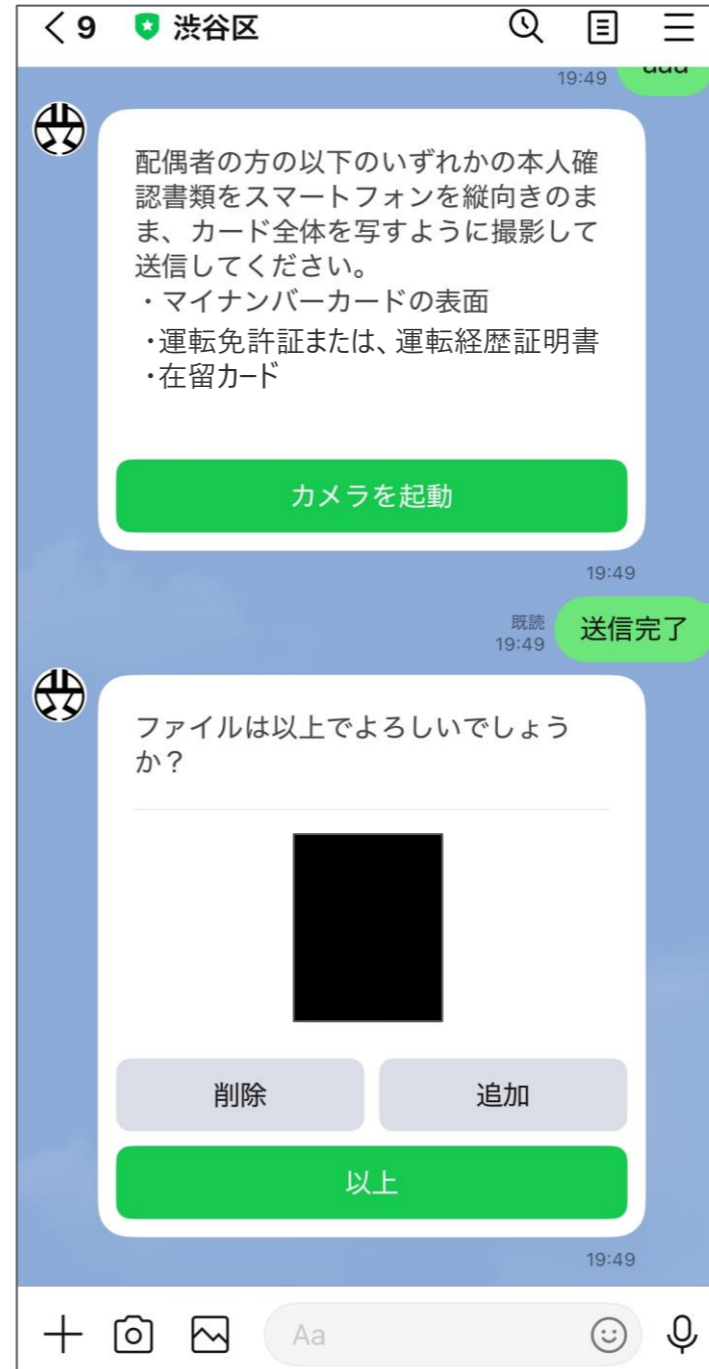 9 渋谷区
19:49
配偶者の方の以下のいずれかの本人確
認書類をスマートフォンを縦向きのま
ま、カード全体を写すように撮影して
送信してください。
・マイナンバーカードの表面
・運転免許証または、運転経歴証明書
・在留カード
カメラを起動
19:49
既読
19:49 送信完了
ファイルは以上でよろしいでしょう
か？
削除 追加
以上
19:49
Aa